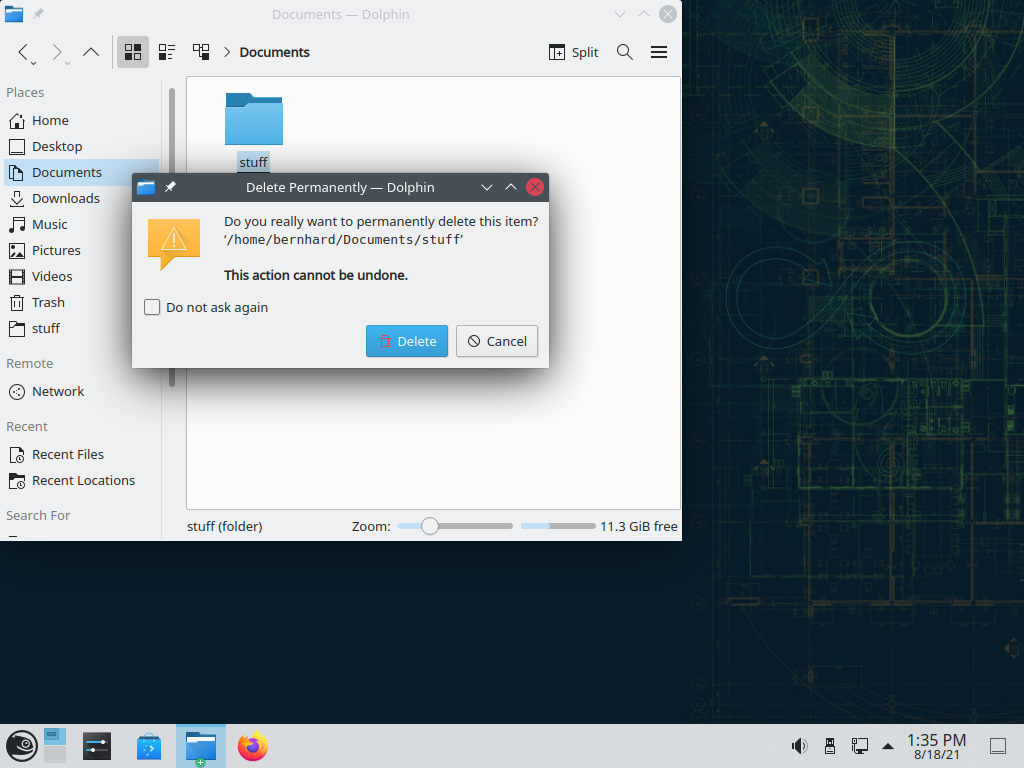 Documents — Dolphin
Documents
Split
Places
Home
Desktop
Documents
Downloads
Music
Pictures
Videos
Trash
stuff
Remote
Network
Recent
Recent Files
Recent Locations
Search For
stuff
Delete Permanently — Dolphin
Do you really want to permanently delete this item?
'/home/bernhard/Documents/stuff'
This action cannot be undone.
Do not ask again
Delete
Cancel
stuff (folder)
Zoom:
11.3 GiB free
1:35 PM
8/18/21